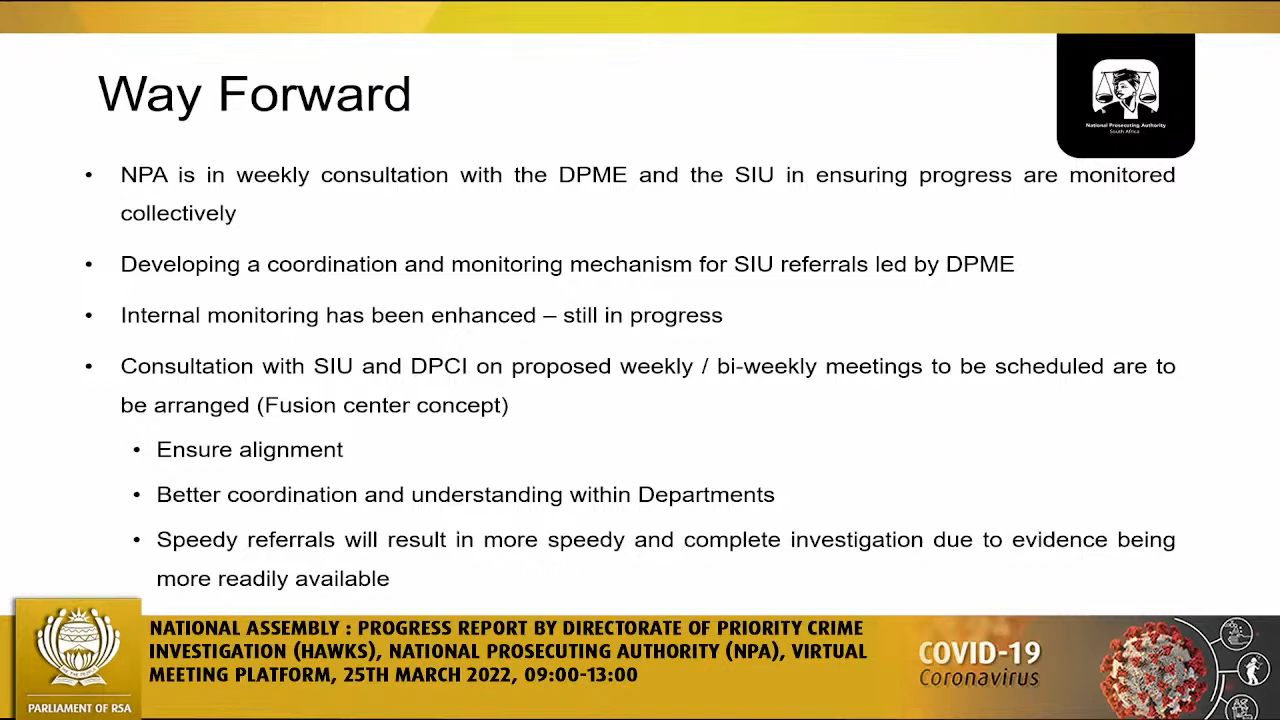 Way Forward
National Prosecuting Authority
South Africa
• NPA is in weekly consultation with the DPME and the SIU in ensuring progress are monitored
collectively
• Developing a coordination and monitoring mechanism for SIU referrals led by DPME
• Internal monitoring has been enhanced – still in progress
• Consultation with SIU and DPCI on proposed weekly / bi-weekly meetings to be scheduled are to
be arranged (Fusion center concept)
• Ensure alignment
• Better coordination and understanding within Departments
• Speedy referrals will result in more speedy and complete investigation due to evidence being
more readily available
NATIONAL ASSEMBLY : PROGRESS REPORT BY DIRECTORATE OF PRIORITY CRIME
INVESTIGATION (HAWKS), NATIONAL PROSECUTING AUTHORITY (NPA), VIRTUAL
MEETING PLATFORM, 25TH MARCH 2022, 09:00-13:00
PARLIAMENT OF RSA
COVID-19
Coronavirus